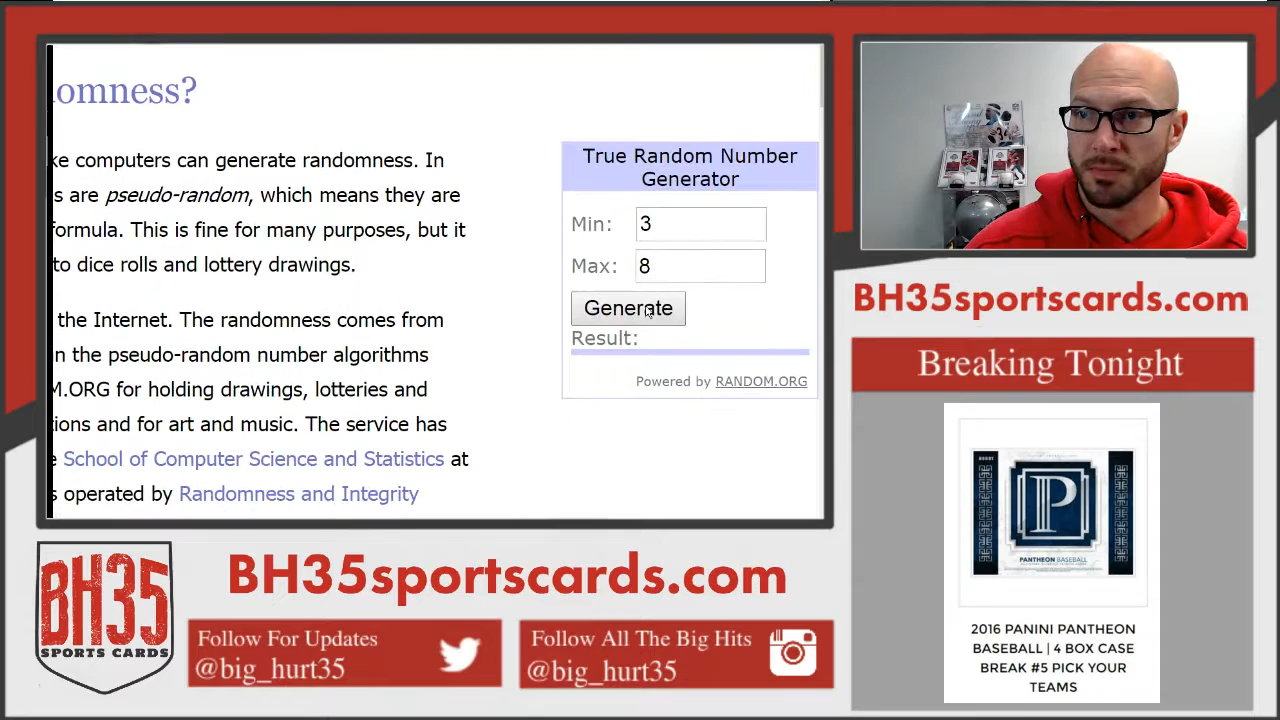 omness?
ke computers can generate randomness. In
s are pseudo-random, which means they are
formula. This is fine for many purposes, but it
to dice rolls and lottery drawings.
the Internet. The randomness comes from
n the pseudo-random number algorithms
M.ORG for holding drawings, lotteries and
tions and for art and music. The service has
e School of Computer Science and Statistics at
s operated by Randomness and Integrity
True Random Number
Generator
Min: 3
Max: 8
Generate
Result:
Powered by RANDOM.ORG
BH35sportscards.com
Breaking Tonight
P
PANTHEON BASEBALL
2016 PANINI PANTHEON
BASEBALL | 4 BOX CASE
BREAK #5 PICK YOUR
TEAMS
BH35
SPORTS CARDS
BH35sportscards.com
Follow For Updates
@big_hurt35
Follow All The Big Hits
@big_hurt35